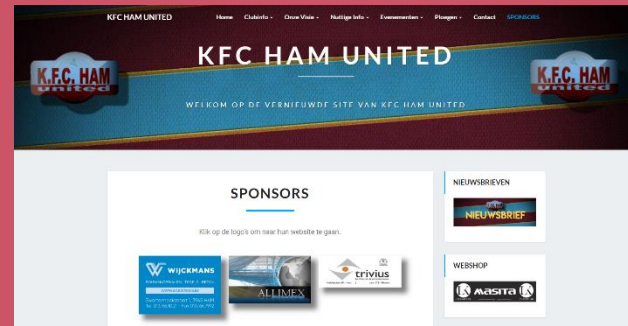 KFC HAM UNITED
Home Clubinfo Onze Visie Nuttige Info Evenementen Ploegen Contact SPONSORS
KFC HAM UNITED
K.F.C. HAM
united
K.F.C. HAM
united
WELKOM OP DE VERNIEUWDE SITE VAN KFC HAM UNITED
SPONSORS
Klik op de logo's om naar hun website te gaan.
WIJCKMANS
ALLIMEX
trivius
NIEUWSBRIEVEN
NIEUWSBRIEF
WEBSHOP
MASITA